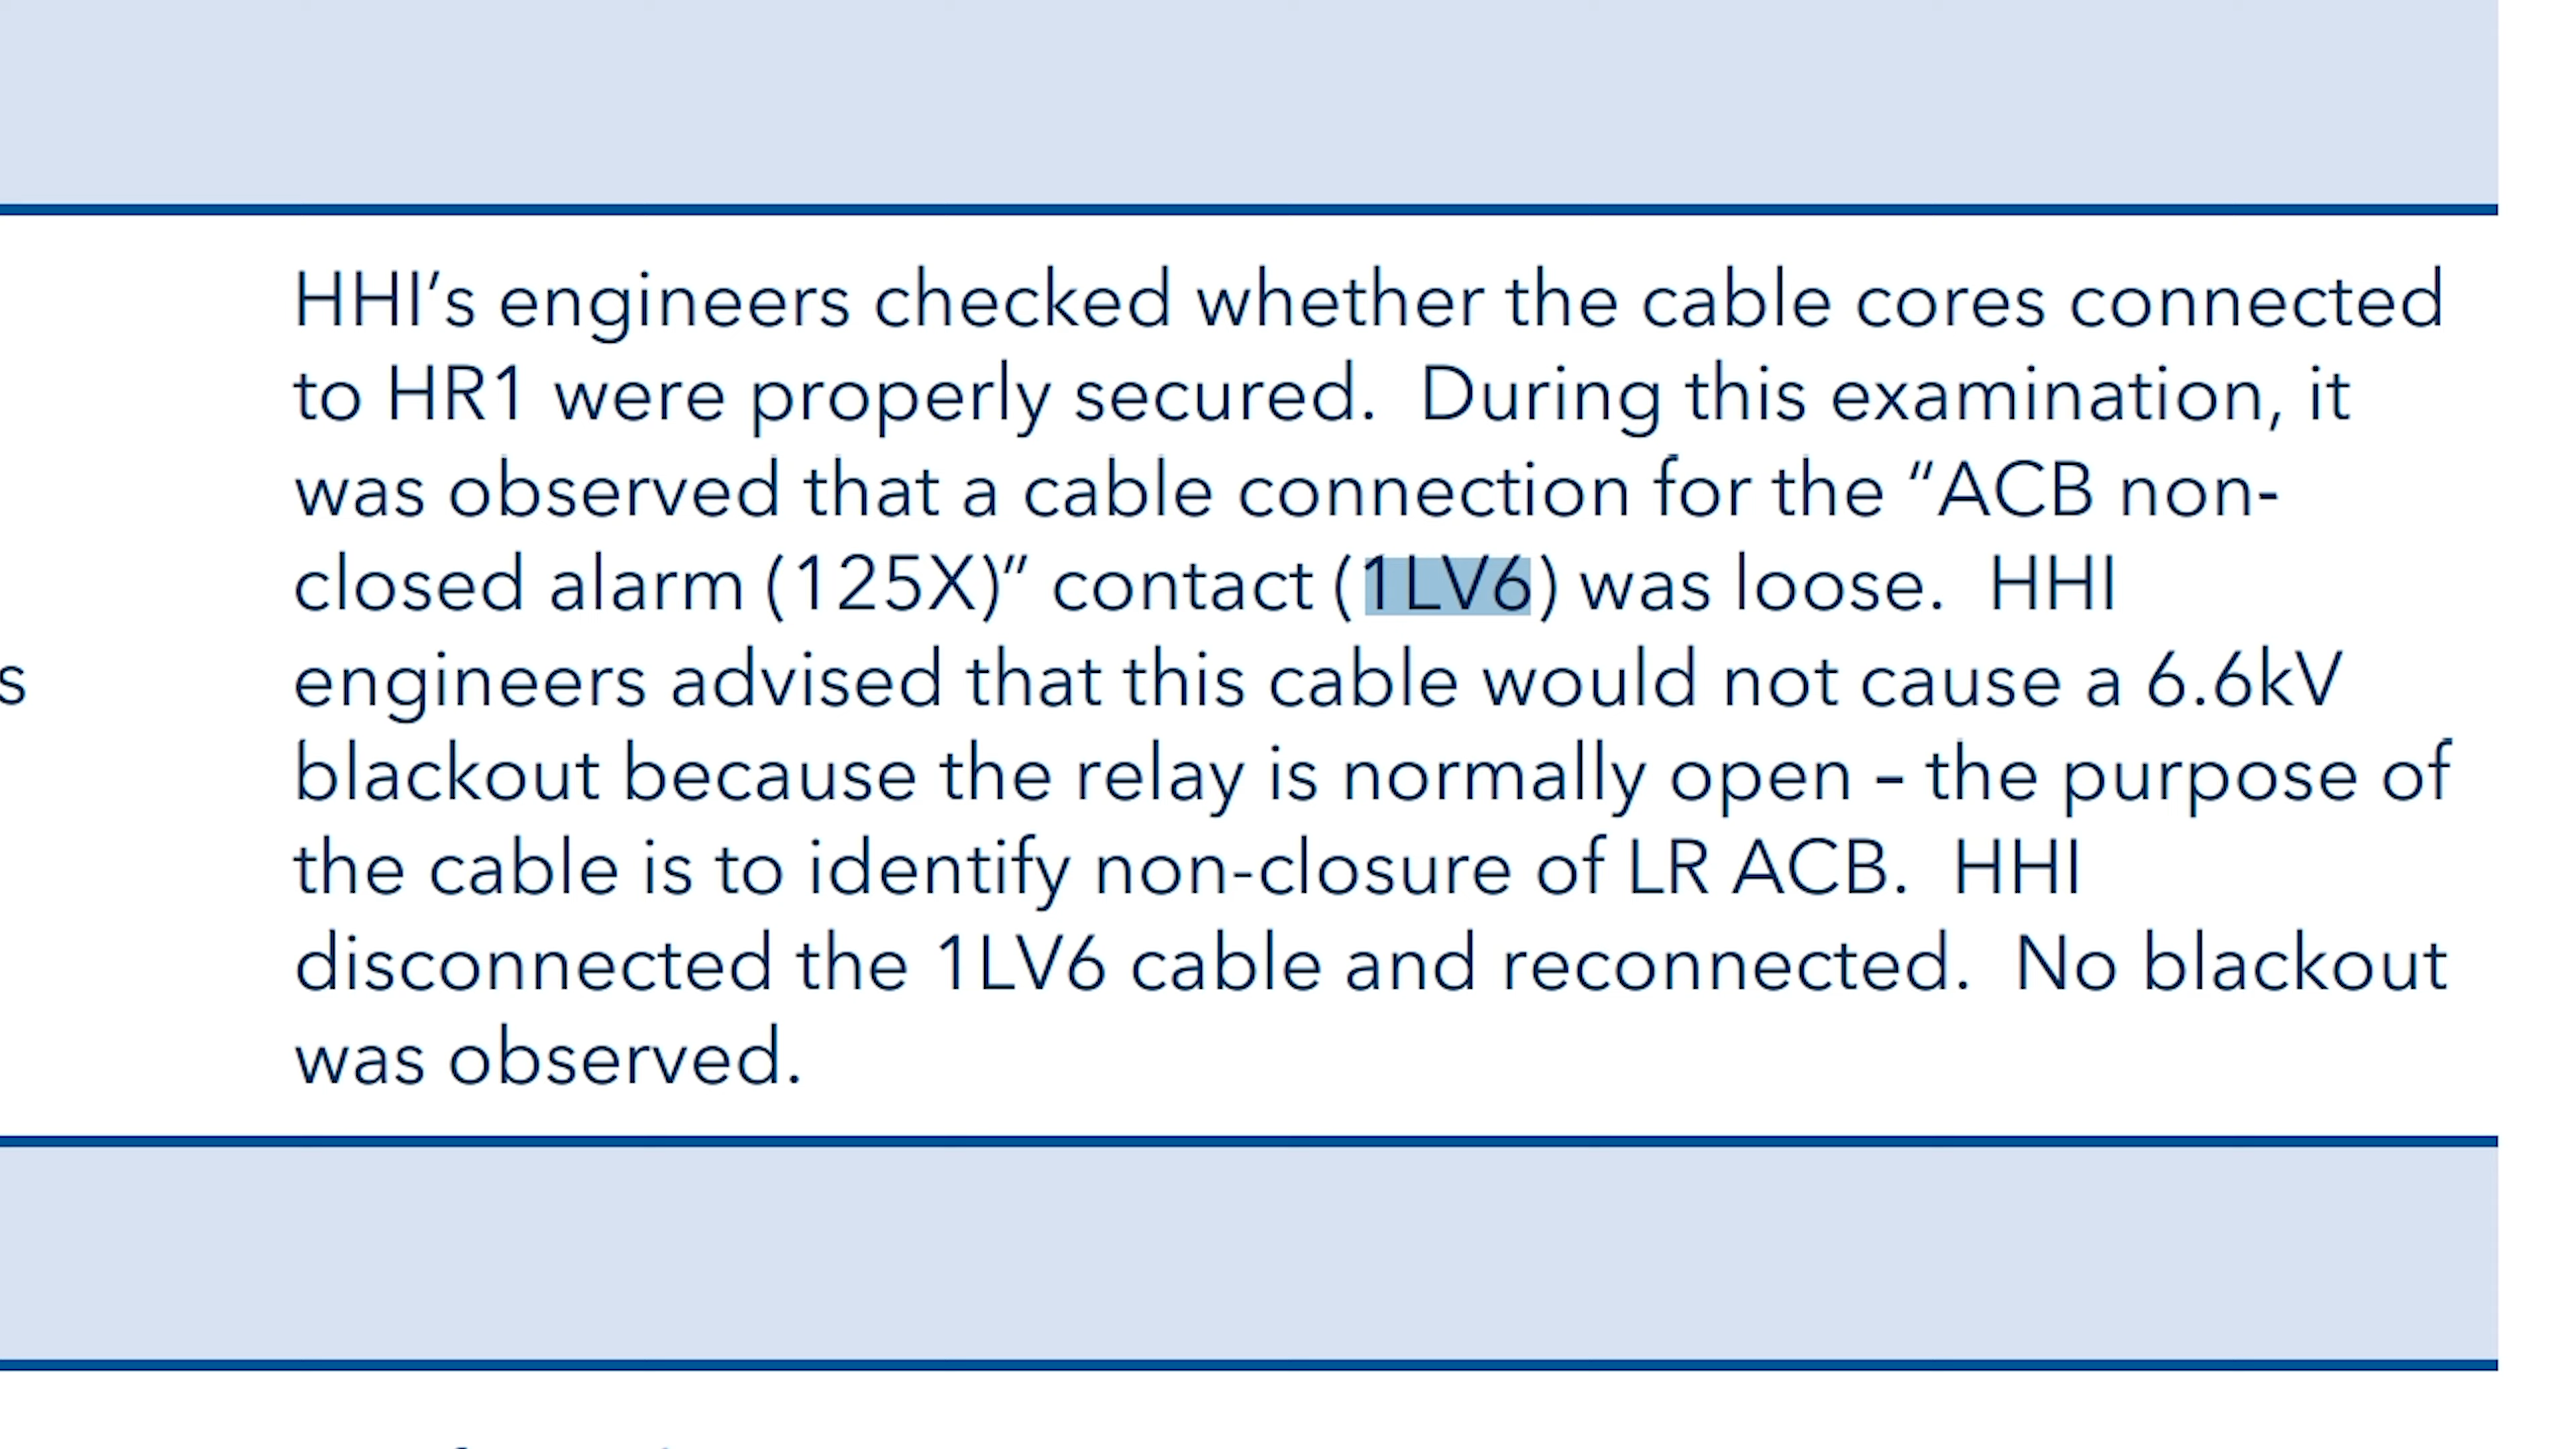 HHI’s engineers checked whether the cable cores connected
to HR1 were properly secured.  During this examination, it
was observed that a cable connection for the “ACB non-
closed alarm (125X)” contact (1LV6) was loose.  HHI
s
engineers advised that this cable would not cause a 6.6kV
blackout because the relay is normally open – the purpose of
the cable is to identify non-closure of LR ACB.  HHI
disconnected the 1LV6 cable and reconnected.  No blackout
was observed.